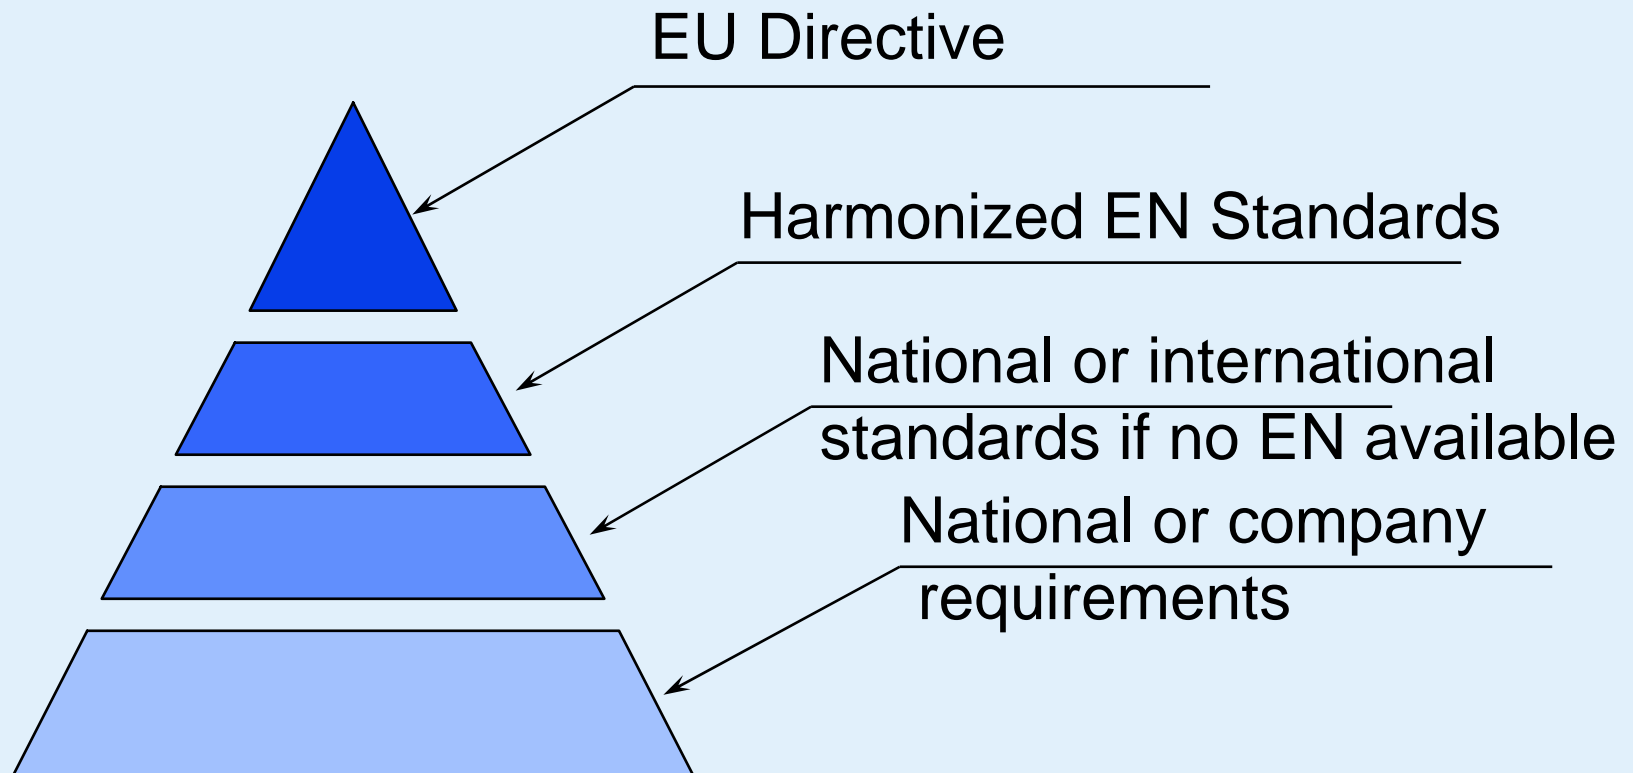 EU Directive
Harmonized EN Standards
National or international
standards if no EN available
National or company
requirements